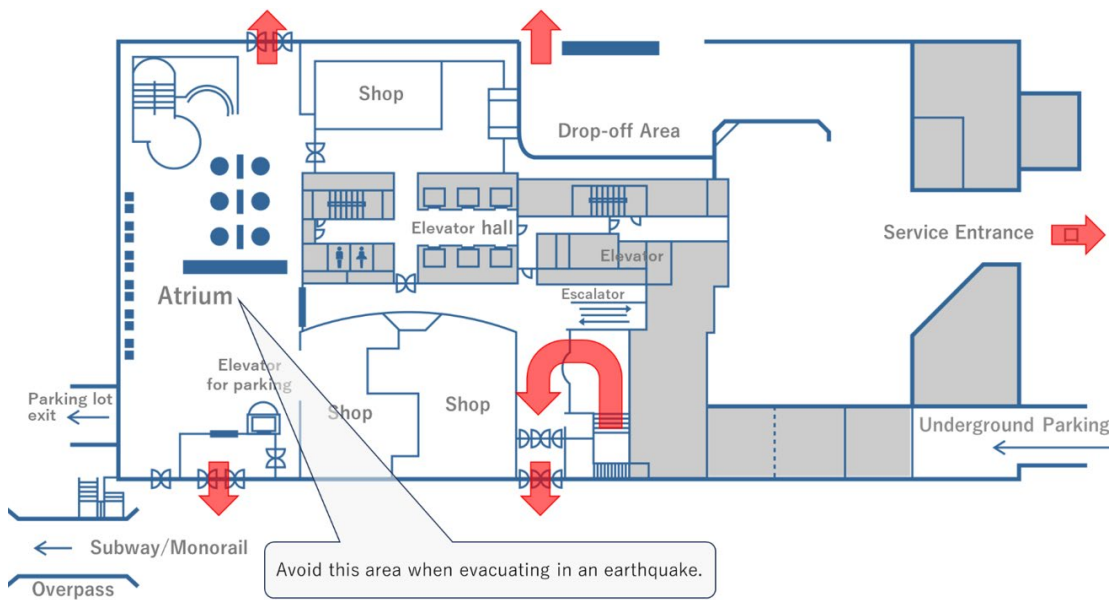 Shop
Drop-off Area
Elevator hall
Service Entrance
Elevator
Escalator
Atrium
Elevator
for parking
Parking lot
exit
Shop
Shop
Underground Parking
Subway/Monorail
Avoid this area when evacuating in an earthquake.
Overpass